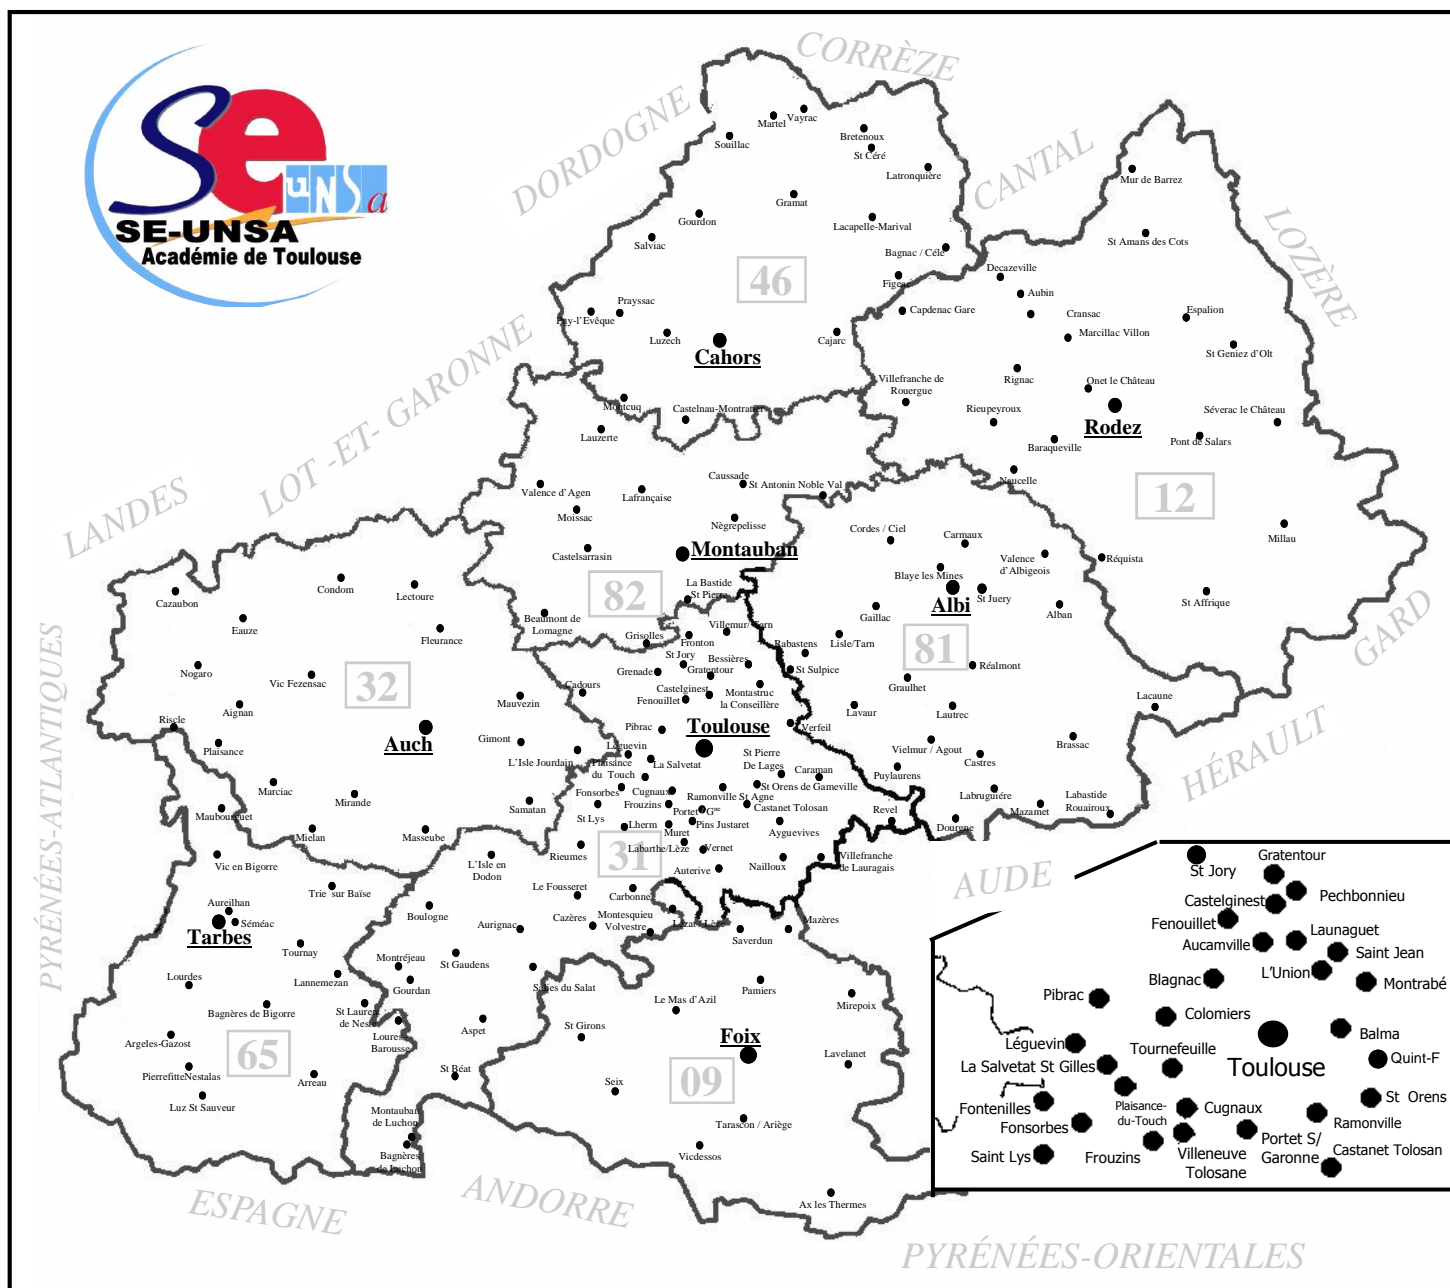 CORRÈZE
DORDOGNE
CANTAL
LOZÈRE
LOT -ET- GARONNE
LANDES
GARD
HÉRAULT
PYRÉNÉES-ATLANTIQUES
AUDE
ESPAGNE
ANDORRE
PYRÉNÉES-ORIENTALES
Se
UNSa
SE-UNSA
Académie de Toulouse
46
Martel
Vayrac
Souillac
Bretenoux
St Céré
Latronquière
Gramat
Gourdon
Lacapelle-Marival
Salviac
Bagnac / Célé
Figeac
Prayssac
Puy-l'Evêque
Luzech
Cahors
Cajarc
Montcuq
Castelnau-Montratier
12
Mur de Barrez
St Amans des Cots
Decazeville
Aubin
Capdenac Gare
Cransac
Espalion
Marcillac Villon
St Geniez d'Olt
Rignac
Villefranche de
Rouergue
Onet le Château
Rieupeyroux
Rodez
Séverac le Château
Baraqueville
Pont de Salars
Naucelle
Millau
Réquista
St Affrique
82
Lauzerte
Caussade
St Antonin Noble Val
Valence d'Agen
Lafrançaise
Moissac
Nègrepelisse
Castelsarrasin
Montauban
La Bastide
St Pierre
Beaumont de
Lomagne
Grisolles
81
Cordes / Ciel
Carmaux
Valence
d'Albigeois
Blaye les Mines
Albi
St Juery
Alban
Gaillac
Lisle/Tarn
Rabastens
St Sulpice
Réalmont
Graulhet
Lavaur
Lautrec
Lacaune
Vielmur / Agout
Brassac
Castres
Puylaurens
Labruguière
Mazamet
Labastide
Rouairoux
Dourgne
32
Condom
Lectoure
Cazaubon
Eauze
Fleurance
Nogaro
Vic Fezensac
Mauvezin
Aignan
Riscle
Auch
Plaisance
Gimont
L'Isle Jourdain
Marciac
Mirande
Samatan
Mielan
Masseube
31
Villemur/ Tarn
Fronton
St Jory
Bessières
Grenade
Gratentour
Castelginest
Fenouillet
Montastruc
la Conseillère
Cadours
Pibrac
Toulouse
Verfeil
Léguevin
Plaisance
du Touch
La Salvetat
St Pierre
De Lages
Caraman
St Orens de Gameville
Fonsorbes
Cugnaux
Ramonville St Agne
Frouzins
Castanet Tolosan
Portet / Gne
St Lys
Lherm
Muret
Pins Justaret
Ayguevives
Revel
Labarthe/Lèze
Vernet
Rieumes
Auterive
Nailloux
Villefranche
de Lauragais
L'Isle en
Dodon
Le Fousseret
Carbonne
Boulogne
Cazères
Montesquieu
Volvestre
Aurignac
Montréjeau
St Gaudens
Gourdan
Salies du Salat
Aspet
St Béat
Montauban
de Luchon
Bagnères
de Luchon
65
Maubourguet
Vic en Bigorre
Trie sur Baïse
Aureilhan
Séméac
Tarbes
Tournay
Lourdes
Lannemezan
Bagnères de Bigorre
St Laurent
de Neste
Loures
Barousse
Argeles-Gazost
PierrefitteNestalas
Arreau
Luz St Sauveur
09
Lézat / Lèze
Saverdun
Mazères
Le Mas d'Azil
Pamiers
Mirepoix
St Girons
Foix
Lavelanet
Seix
Tarascon / Ariège
Vicdessos
Ax les Thermes
St Jory
Gratentour
Pechbonnieu
Castelginest
Fenouillet
Launaguet
Aucamville
Saint Jean
L'Union
Blagnac
Montrabé
Pibrac
Colomiers
Balma
Léguevin
Tournefeuille
Quint-F
La Salvetat St Gilles
Toulouse
St Orens
Fontenilles
Plaisance-
du-Touch
Cugnaux
Ramonville
Fonsorbes
Saint Lys
Frouzins
Villeneuve
Tolosane
Portet S/
Garonne
Castanet Tolosan